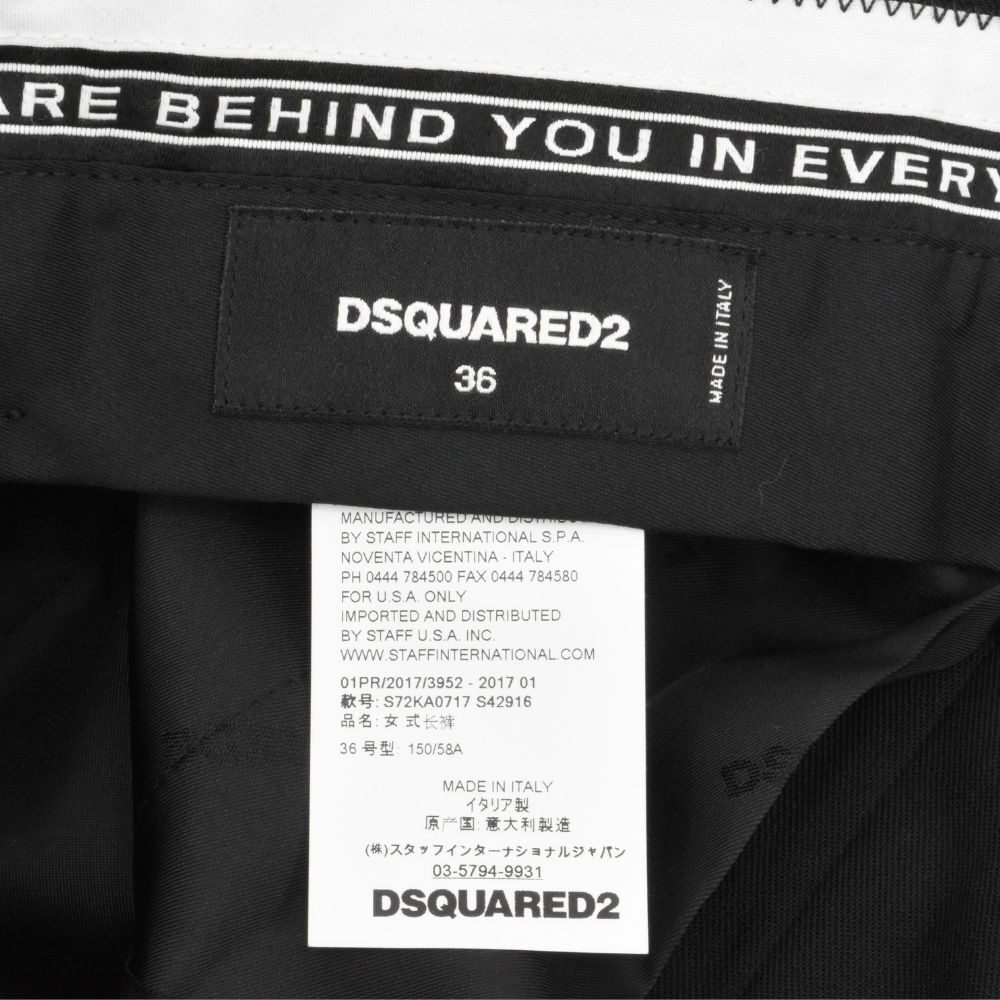 ARE BEHIND YOU IN EVERY
DSQUARED2
36
MADE IN ITALY
MANUFACTURED AND
BY STAFF INTERNATIONAL S.P.A.
NOVENTA VICENTINA - ITALY
PH 0444 784500 FAX 0444 784580
FOR U.S.A. ONLY
IMPORTED AND DISTRIBUTED
BY STAFF U.S.A. INC.
WWW.STAFFINTERNATIONAL.COM
01PR/2017/3952 - 2017 01
款号: S72KA0717 S42916
品名: 女 式长裤
36 号型: 150/58A
MADE IN ITALY
イタリア製
原产国: 意大利製造
(株)スタッフインターナショナルジャパン
03-5794-9931
DSQUARED2